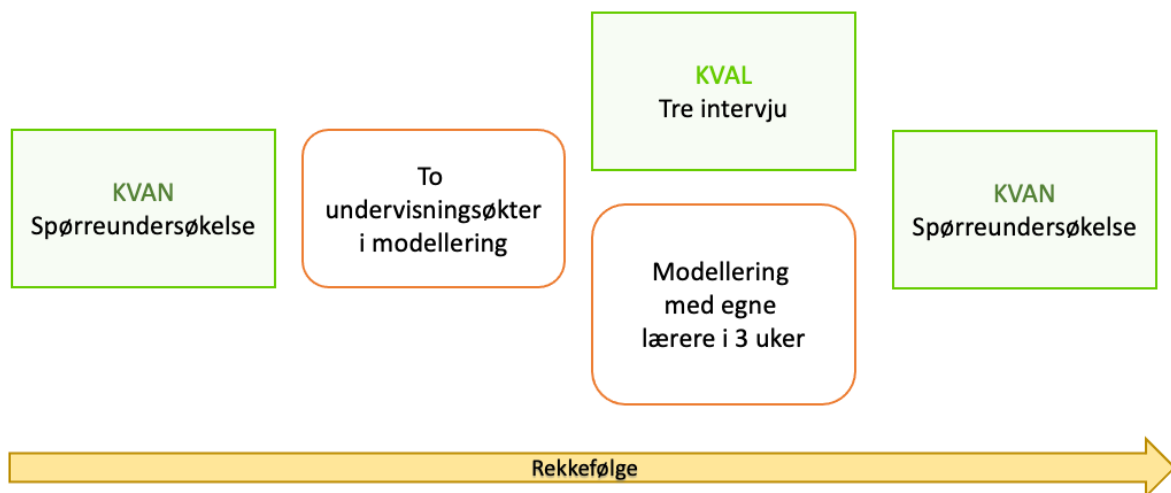 KVAN
Spørreundersøkelse
To
undervisningsøkter
i modellering
KVAL
Tre intervju
Modellering
med egne
lærere i 3 uker
KVAN
Spørreundersøkelse
Rekkefølge